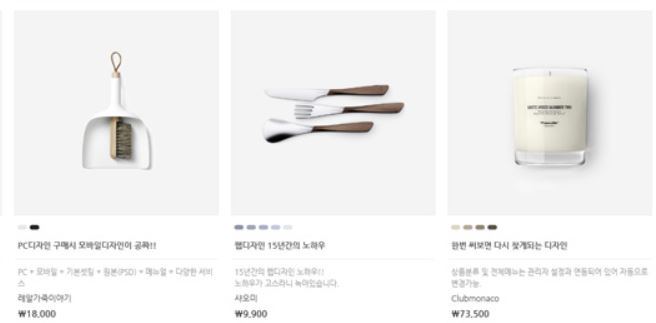 PC디자인 구매시 모바일디자인이 공짜!!
PC + 모바일 + 기본셋팅 + 원본(PSD) + 메뉴얼 + 다양한 서비
스
레알가죽이야기
₩18,000
웹디자인 15년간의 노하우
15년간의 웹디자인 노하우!!
노하우가 고스라니 녹아있습니다.
샤오미
₩9,900
한번 써보면 다시 찾게되는 디자인
상품분류 및 전체메뉴는 관리자 설정과 연동되어 있어 자동으로
변경가능.
Clubmonaco
₩73,500